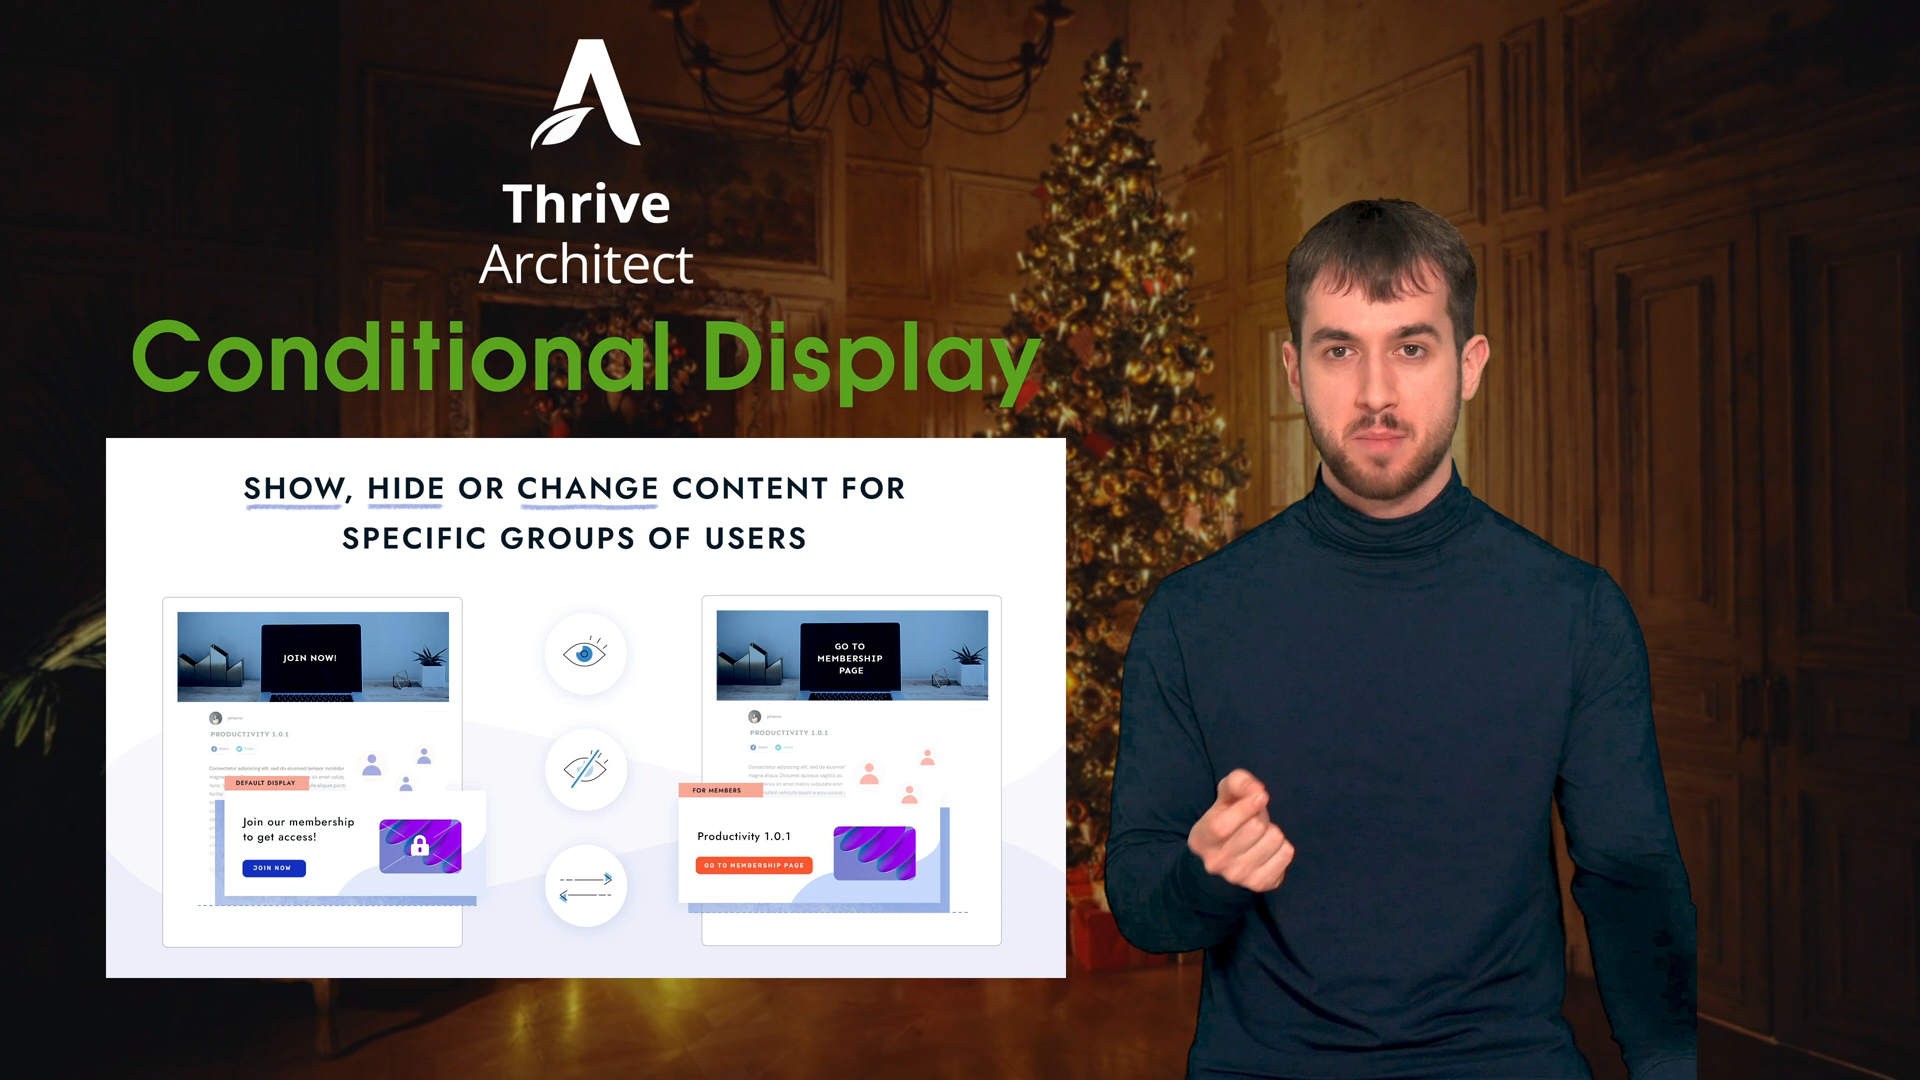 Thrive
Architect
Conditional Display
SHOW, HIDE OR CHANGE CONTENT FOR
SPECIFIC GROUPS OF USERS
JOIN NOW!
PRODUCTIVITY 1.0.1
DEFAULT DISPLAY
Join our membership
to get access!
JOIN NOW
GO TO
MEMBERSHIP
PAGE
PRODUCTIVITY 1.0.1
FOR MEMBERS
Productivity 1.0.1
GO TO MEMBERSHIP PAGE